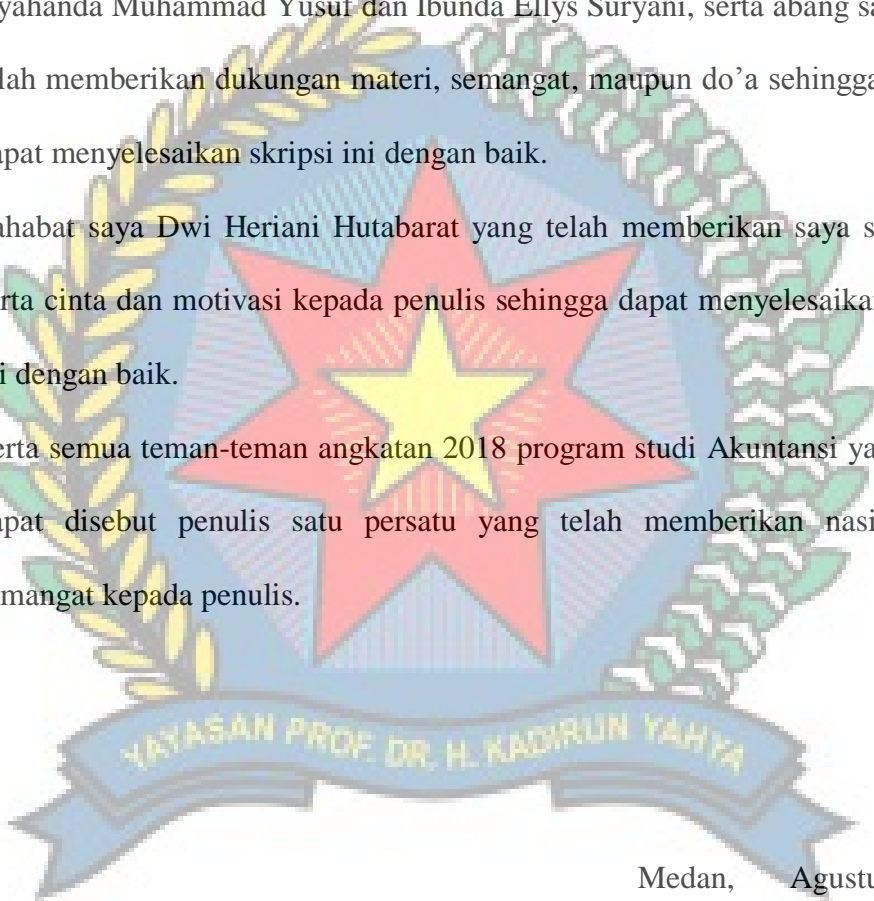 yahanda Muhammad Yusuf dan Ibunda Ellys Suryani, serta abang sa
lah memberikan dukungan materi, semangat, maupun do’a sehingga
apat menyelesaikan skripsi ini dengan baik.
ahabat saya Dwi Heriani Hutabarat yang telah memberikan saya s
rta cinta dan motivasi kepada penulis sehingga dapat menyelesaikan
i dengan baik.
erta semua teman-teman angkatan 2018 program studi Akuntansi ya
apat disebut penulis satu persatu yang telah memberikan nasi
mangat kepada penulis.
YAYASAN PROF. DR. H. KADIRUN YAHYA
Medan, Agustu